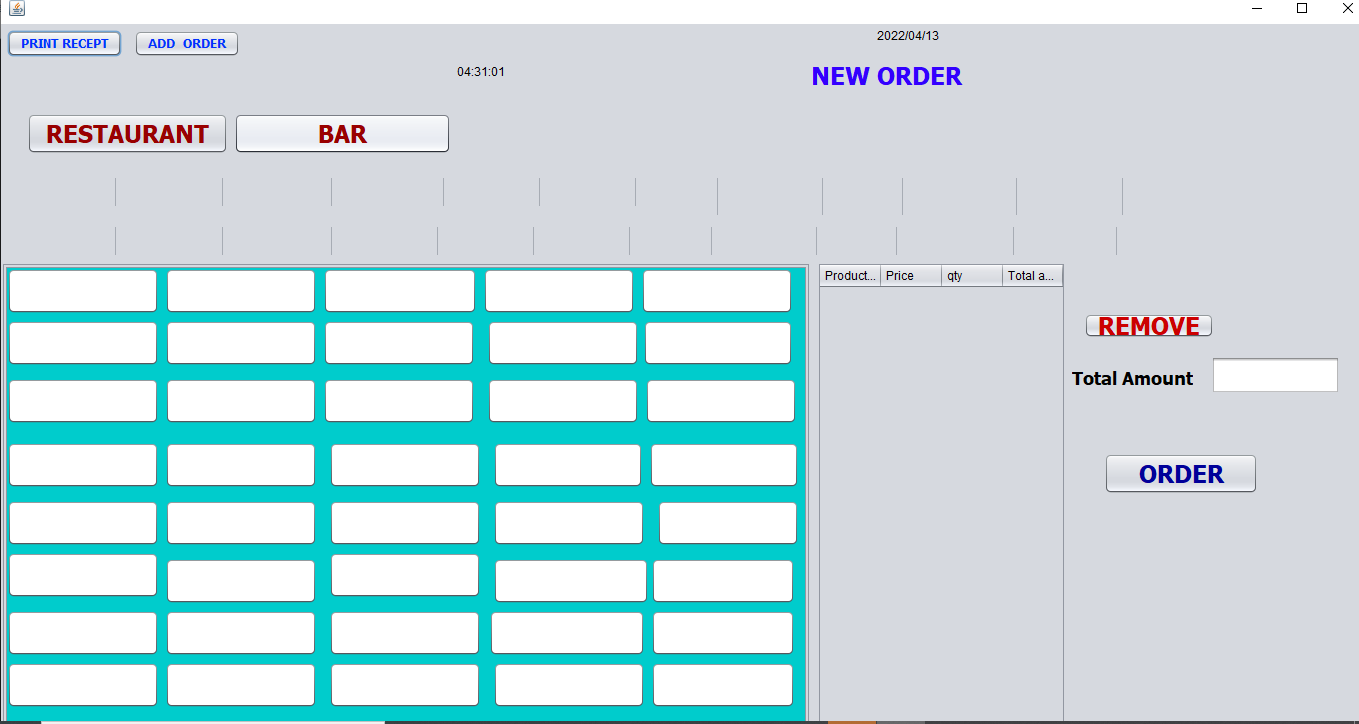 PRINT RECEPT
ADD ORDER
2022/04/13
04:31:01
NEW ORDER
RESTAURANT
BAR
Product... Price qty Total a...
REMOVE
Total Amount
ORDER